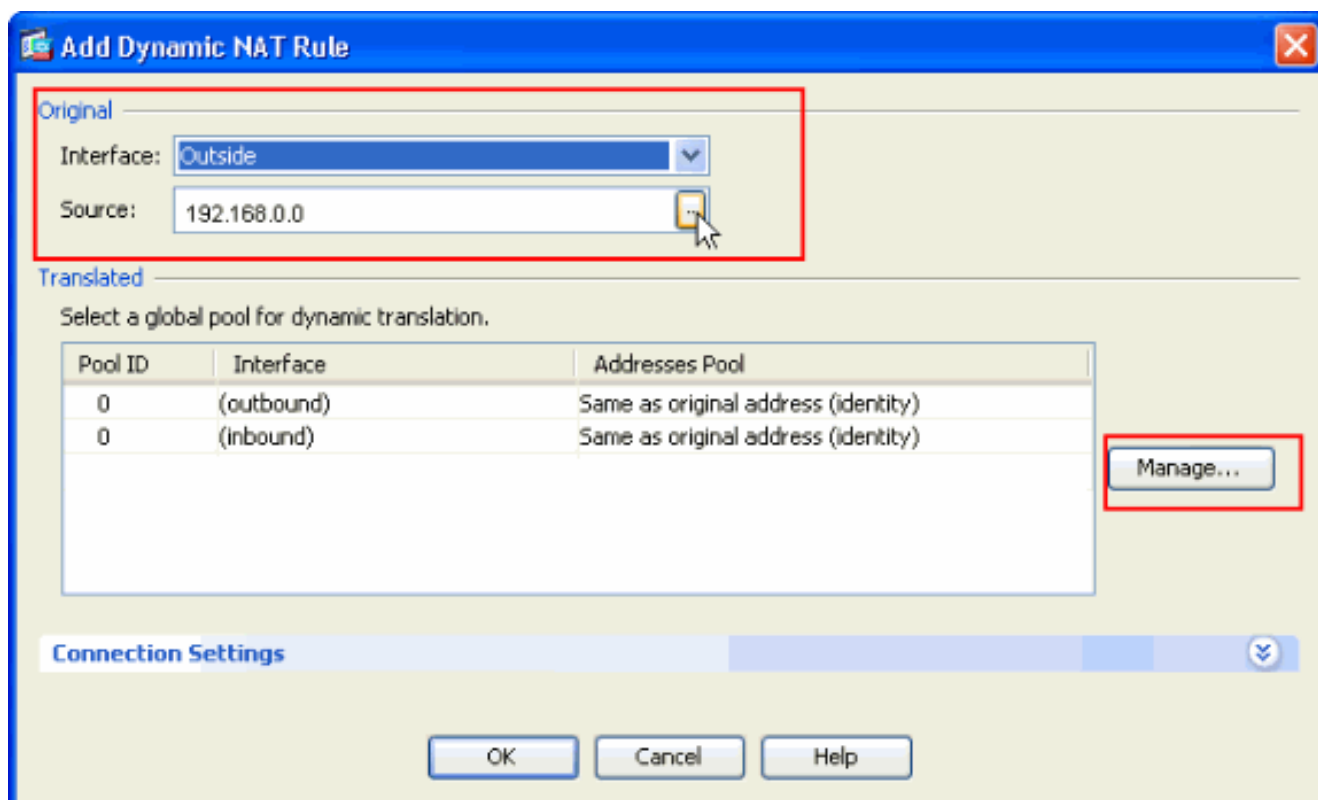 Add Dynamic NAT Rule
Original
Interface: Outside
Source: 192.168.0.0 ...
Translated
Select a global pool for dynamic translation.
Pool ID Interface Addresses Pool
0 (outbound) Same as original address (identity)
0 (inbound) Same as original address (identity)
Manage...
Connection Settings
OK Cancel Help